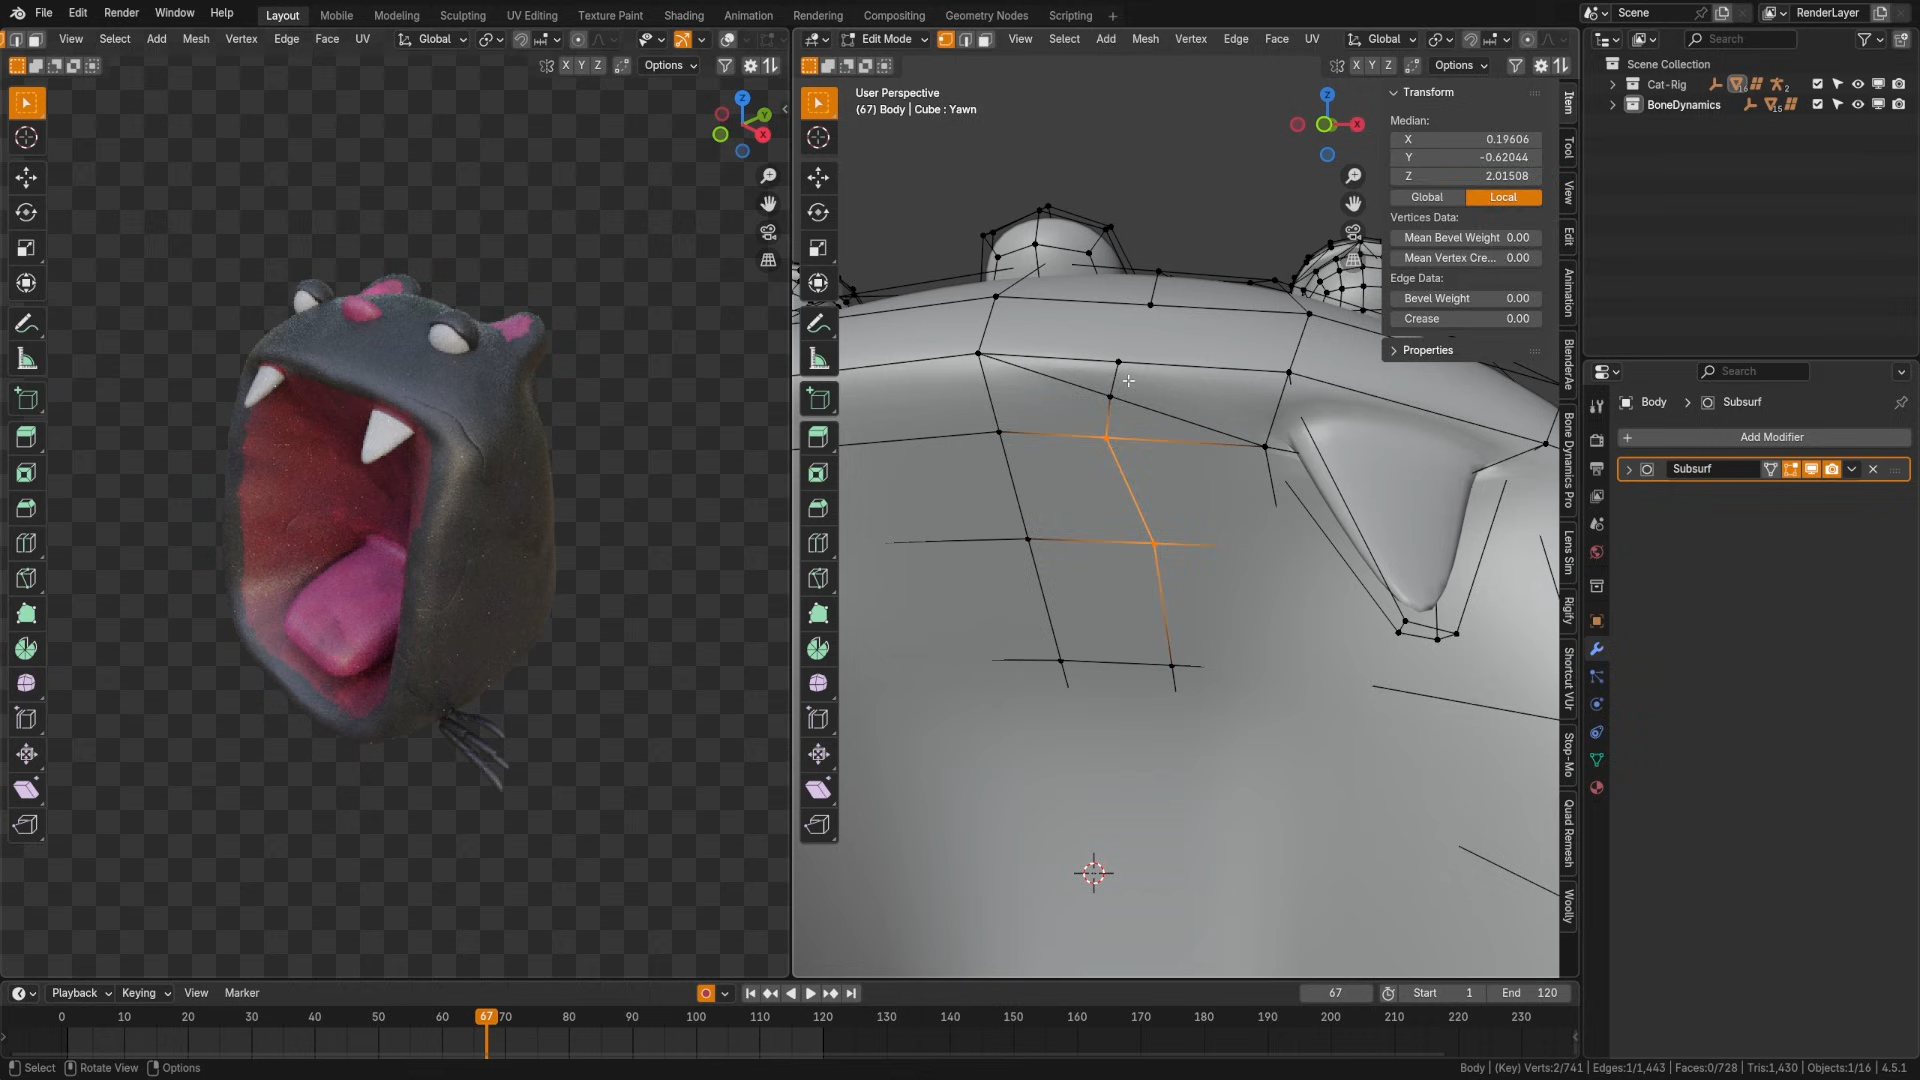 File Edit Render Window Help Layout Mobile Modeling Sculpting UV Editing Texture Paint Shading Animation Rendering Compositing Geometry Nodes Scripting + Scene RenderLayer
View Select Add Mesh Vertex Edge Face UV Global
Edit Mode View Select Add Mesh Vertex Edge Face UV Global
Search
X Y Z Options
X Y Z Options
Scene Collection
Cat-Rig 16 2
BoneDynamics 15
User Perspective
(67) Body | Cube : Yawn
Z
Y
X
Z
X
Transform
Median:
X 0.19606
Y -0.62044
Z 2.01508
Global Local
Vertices Data:
Mean Bevel Weight 0.00
Mean Vertex Cre... 0.00
Edge Data:
Bevel Weight 0.00
Crease 0.00
Properties
Item
Tool
View
Edit
Animation
BlenderAe
Bone Dynamics Pro
Lens Sim
Rigify
Shortcut VUr
Stop-Mo
Quad Remesh
Woolly
Search
Body > Subsurf
+ Add Modifier
Subsurf
Playback Keying View Marker 67 Start 1 End 120
0 10 20 30 40 50 60 67 70 80 90 100 110 120 130 140 150 160 170 180 190 200 210 220 230
Select Rotate View Options
Body | (Key) Verts:2/741 | Edges:1/1,443 | Faces:0/728 | Tris:1,430 | Objects:1/16 | 4.5.1